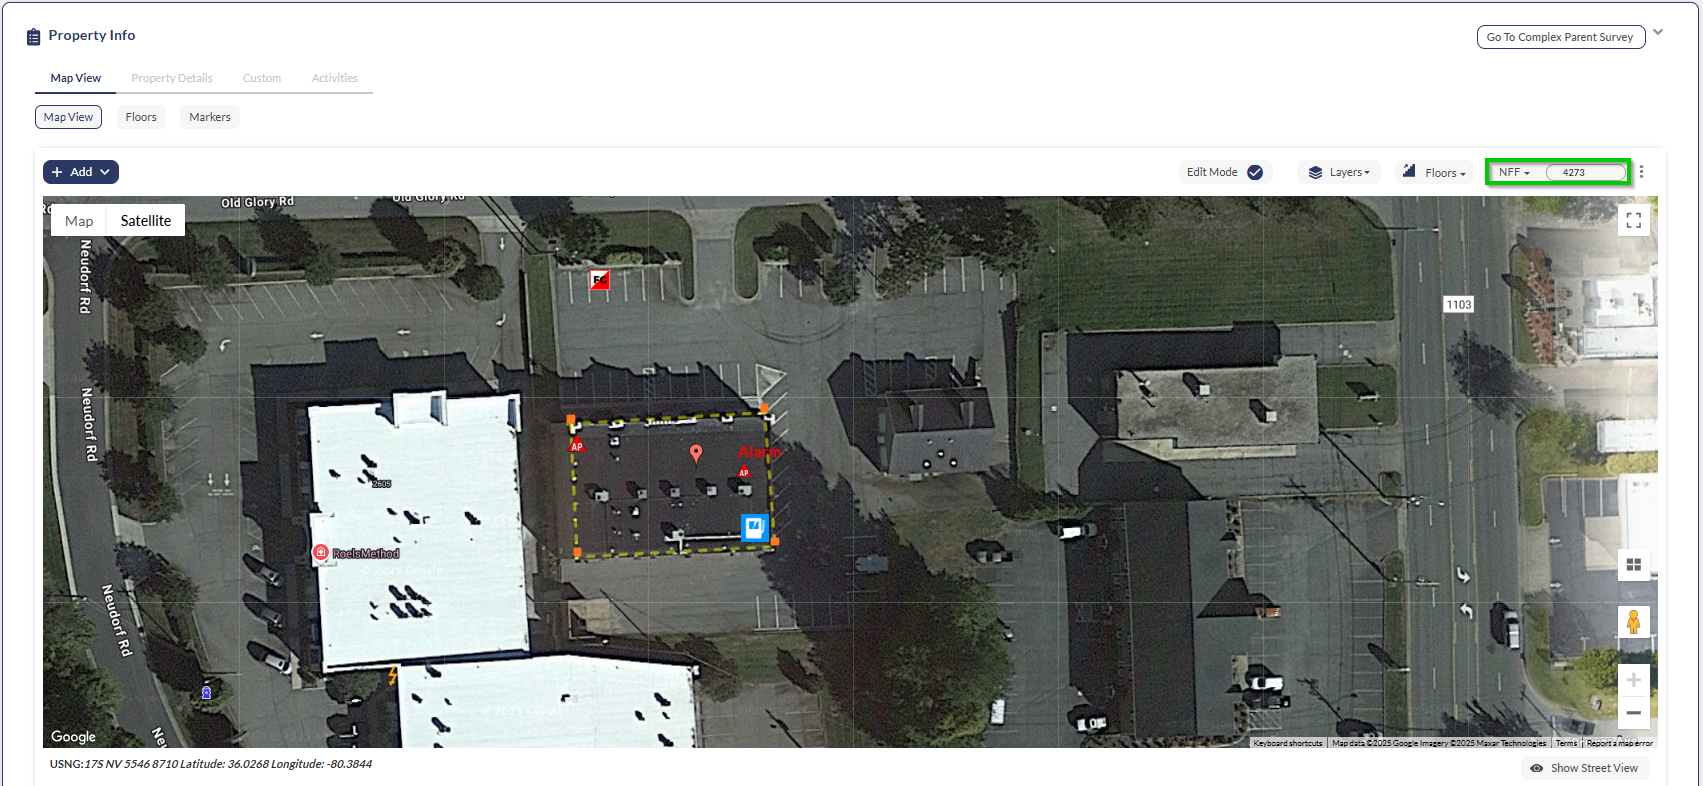 Property Info
Go To Complex Parent Survey
Map View Property Details Custom Activities
Map View Floors Markers
+ Add
Edit Mode Layers Floors NFF 4273
Old Glory Rd Old Glory Rd
Map Satellite
Neudorf Rd
FC
1103
Neudorf Rd
AP
Alarm
AP
2605
RoelsMethod
© 2025 Google
Neudorf Rd
Google
Keyboard shortcuts Map data ©2025 Google Imagery ©2025 Maxar Technologies Terms Report a map error
USNG:17S NV 5546 8710 Latitude: 36.0268 Longitude: -80.3844
Show Street View